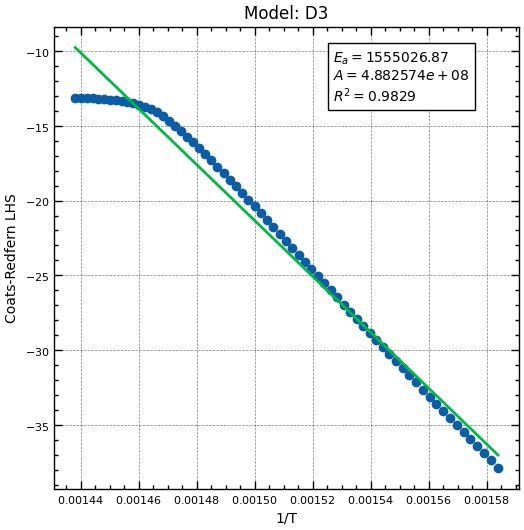 Model: D3
E_a = 1555026.87
A = 4.882574e + 08
R² = 0.9829
Coats-Redfern LHS
−10
−15
−20
−25
−30
−35
0.00144 0.00146 0.00148 0.00150 0.00152 0.00154 0.00156 0.00158
1/T